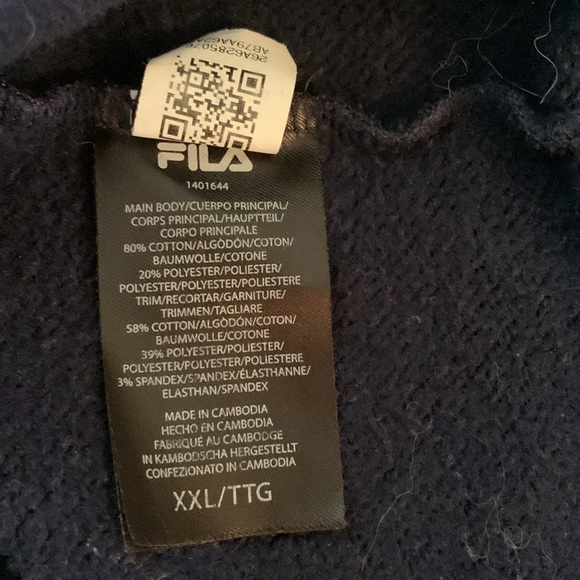 FILA
1401644
MAIN BODY/CUERPO PRINCIPAL/
CORPS PRINCIPAL/HAUPTTEIL/
CORPO PRINCIPALE
80% COTTON/ALGODÓN/COTON/
BAUMWOLLE/COTONE
20% POLYESTER/POLIESTER/
POLYESTER/POLYESTER/POLIESTERE
TRIM/RECORTAR/GARNITURE/
TRIMMEN/TAGLIARE
58% COTTON/ALGODÓN/COTON/
BAUMWOLLE/COTONE
39% POLYESTER/POLIESTER/
POLYESTER/POLYESTER/POLIESTERE
3% SPANDEX/SPANDEX/ÉLASTHANNE/
ELASTHAN/SPANDEX
MADE IN CAMBODIA
HECHO EN CAMBODIA
FABRIQUÉ AU CAMBODGE
IN KAMBODSCHA HERGESTELLT
CONFEZIONATO IN CAMBODIA
XXL/TTG